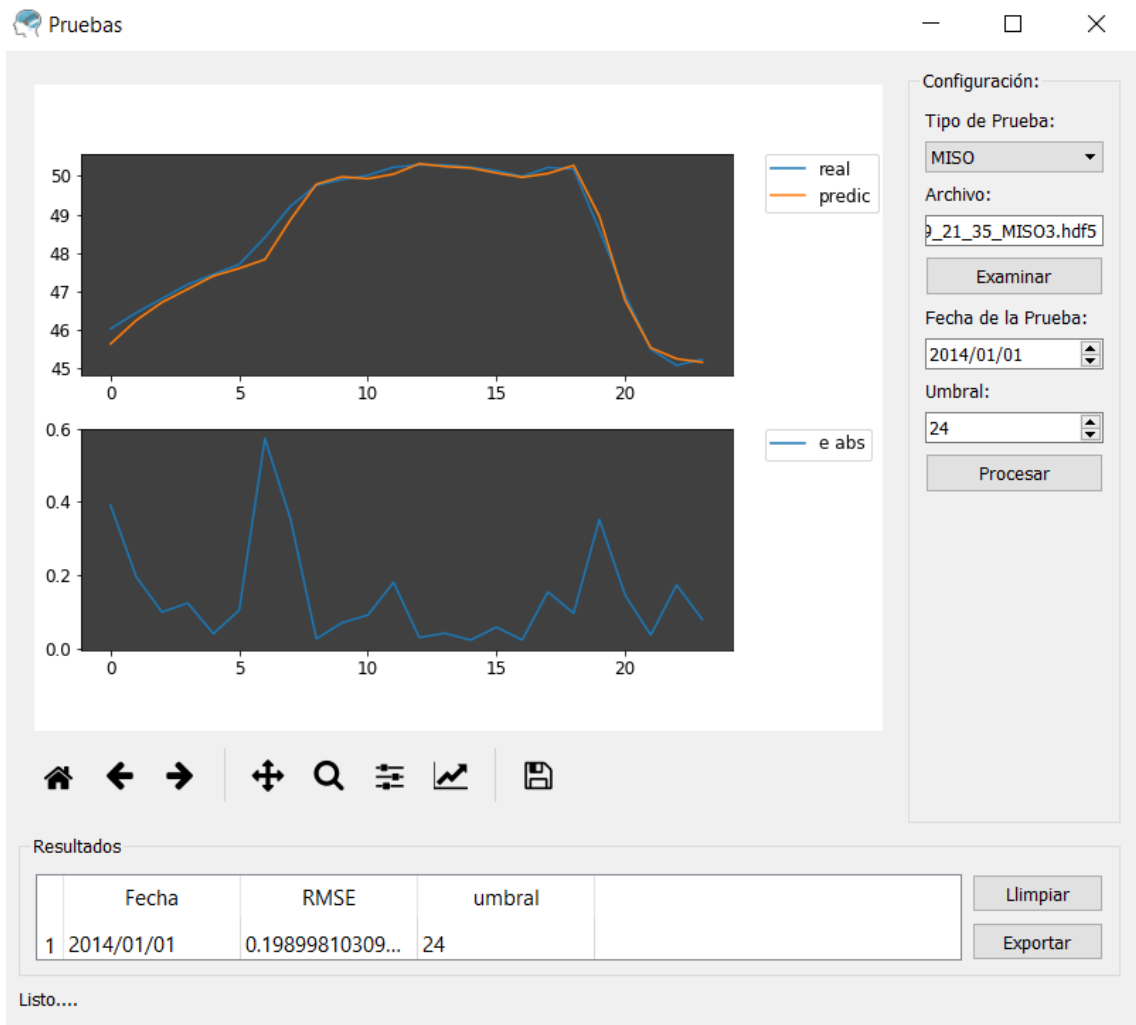 Pruebas
50
49
48
47
46
45
0 5 10 15 20
real
predic
0.6
0.4
0.2
0.0
0 5 10 15 20
e abs
Configuración:
Tipo de Prueba:
MISO
Archivo:
9_21_35_MISO3.hdf5
Examinar
Fecha de la Prueba:
2014/01/01
Umbral:
24
Procesar
Resultados
Fecha RMSE umbral
1 2014/01/01 0.19899810309... 24
Llimpiar
Exportar
Listo....